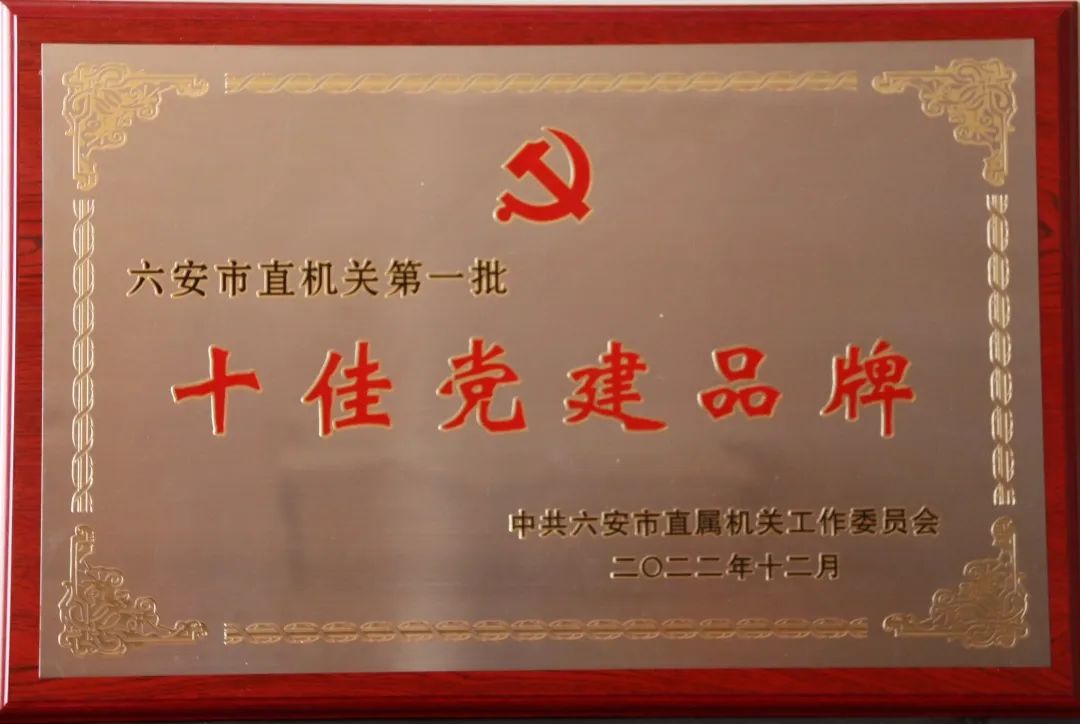 六安市直机关第一批
十佳党建品牌
中共六安市直属机关工作委员会
二〇二二年十二月